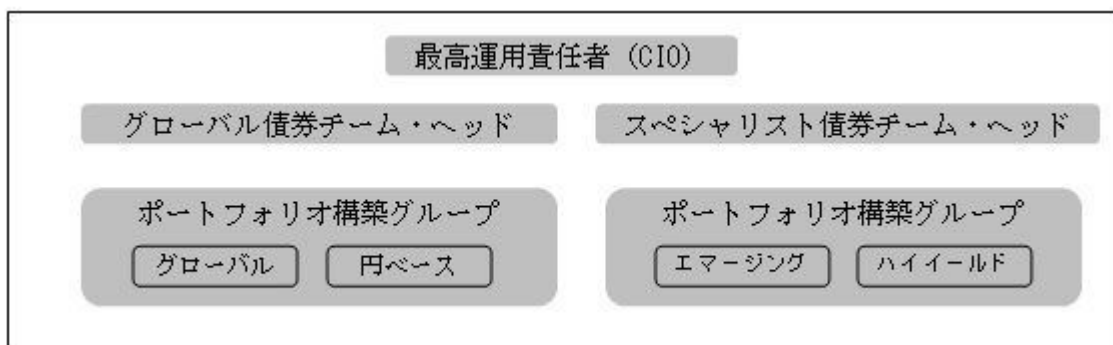 最高運用責任者 (CIO)
グローバル債券チーム・ヘッド
スペシャリスト債券チーム・ヘッド
ポートフォリオ構築グループ
グローバル
円ベース
ポートフォリオ構築グループ
エマージング
ハイイールド